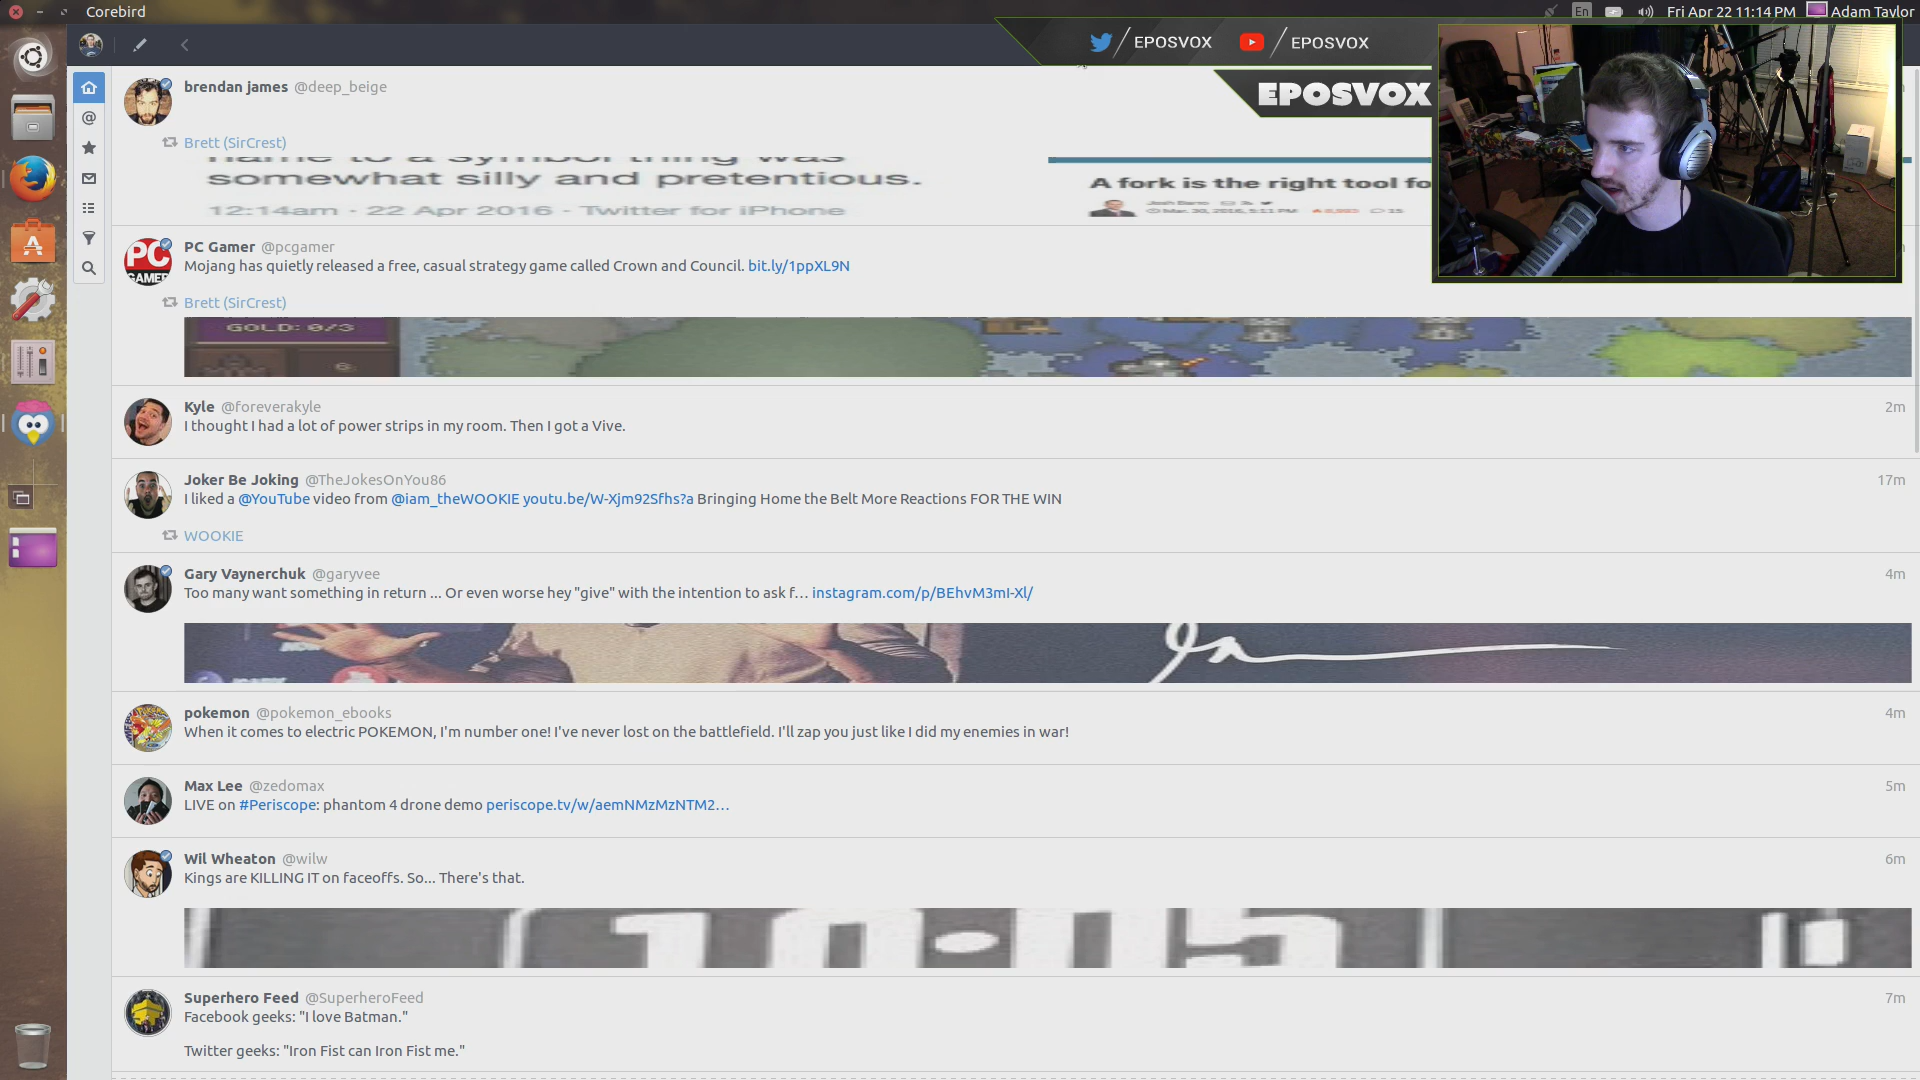 Corebird
En
Fri Apr 22 11:14 PM
Adam Taylor
EPOSVOX
EPOSVOX
EPOSVOX
brendan james @deep_beige
Brett (SirCrest)
name to a symbol thing was
somewhat silly and pretentious.
12:14am · 22 Apr 2016 · Twitter for iPhone
A fork is the right tool fo
PC Gamer @pcgamer
Mojang has quietly released a free, casual strategy game called Crown and Council. bit.ly/1ppXL9N
Brett (SirCrest)
GOLD: 0/3
Kyle @foreverakyle
2m
I thought I had a lot of power strips in my room. Then I got a Vive.
Joker Be Joking @TheJokesOnYou86
17m
I liked a @YouTube video from @iam_theWOOKIE youtu.be/W-Xjm92Sfhs?a Bringing Home the Belt More Reactions FOR THE WIN
WOOKIE
Gary Vaynerchuk @garyvee
4m
Too many want something in return ... Or even worse hey "give" with the intention to ask f… instagram.com/p/BEhvM3mI-Xl/
pokemon @pokemon_ebooks
4m
When it comes to electric POKEMON, I'm number one! I've never lost on the battlefield. I'll zap you just like I did my enemies in war!
Max Lee @zedomax
5m
LIVE on #Periscope: phantom 4 drone demo periscope.tv/w/aemNMzMzNTM2…
Wil Wheaton @wilw
6m
Kings are KILLING IT on faceoffs. So... There's that.
Superhero Feed @SuperheroFeed
7m
Facebook geeks: "I love Batman."
Twitter geeks: "Iron Fist can Iron Fist me."
PC
GAMER